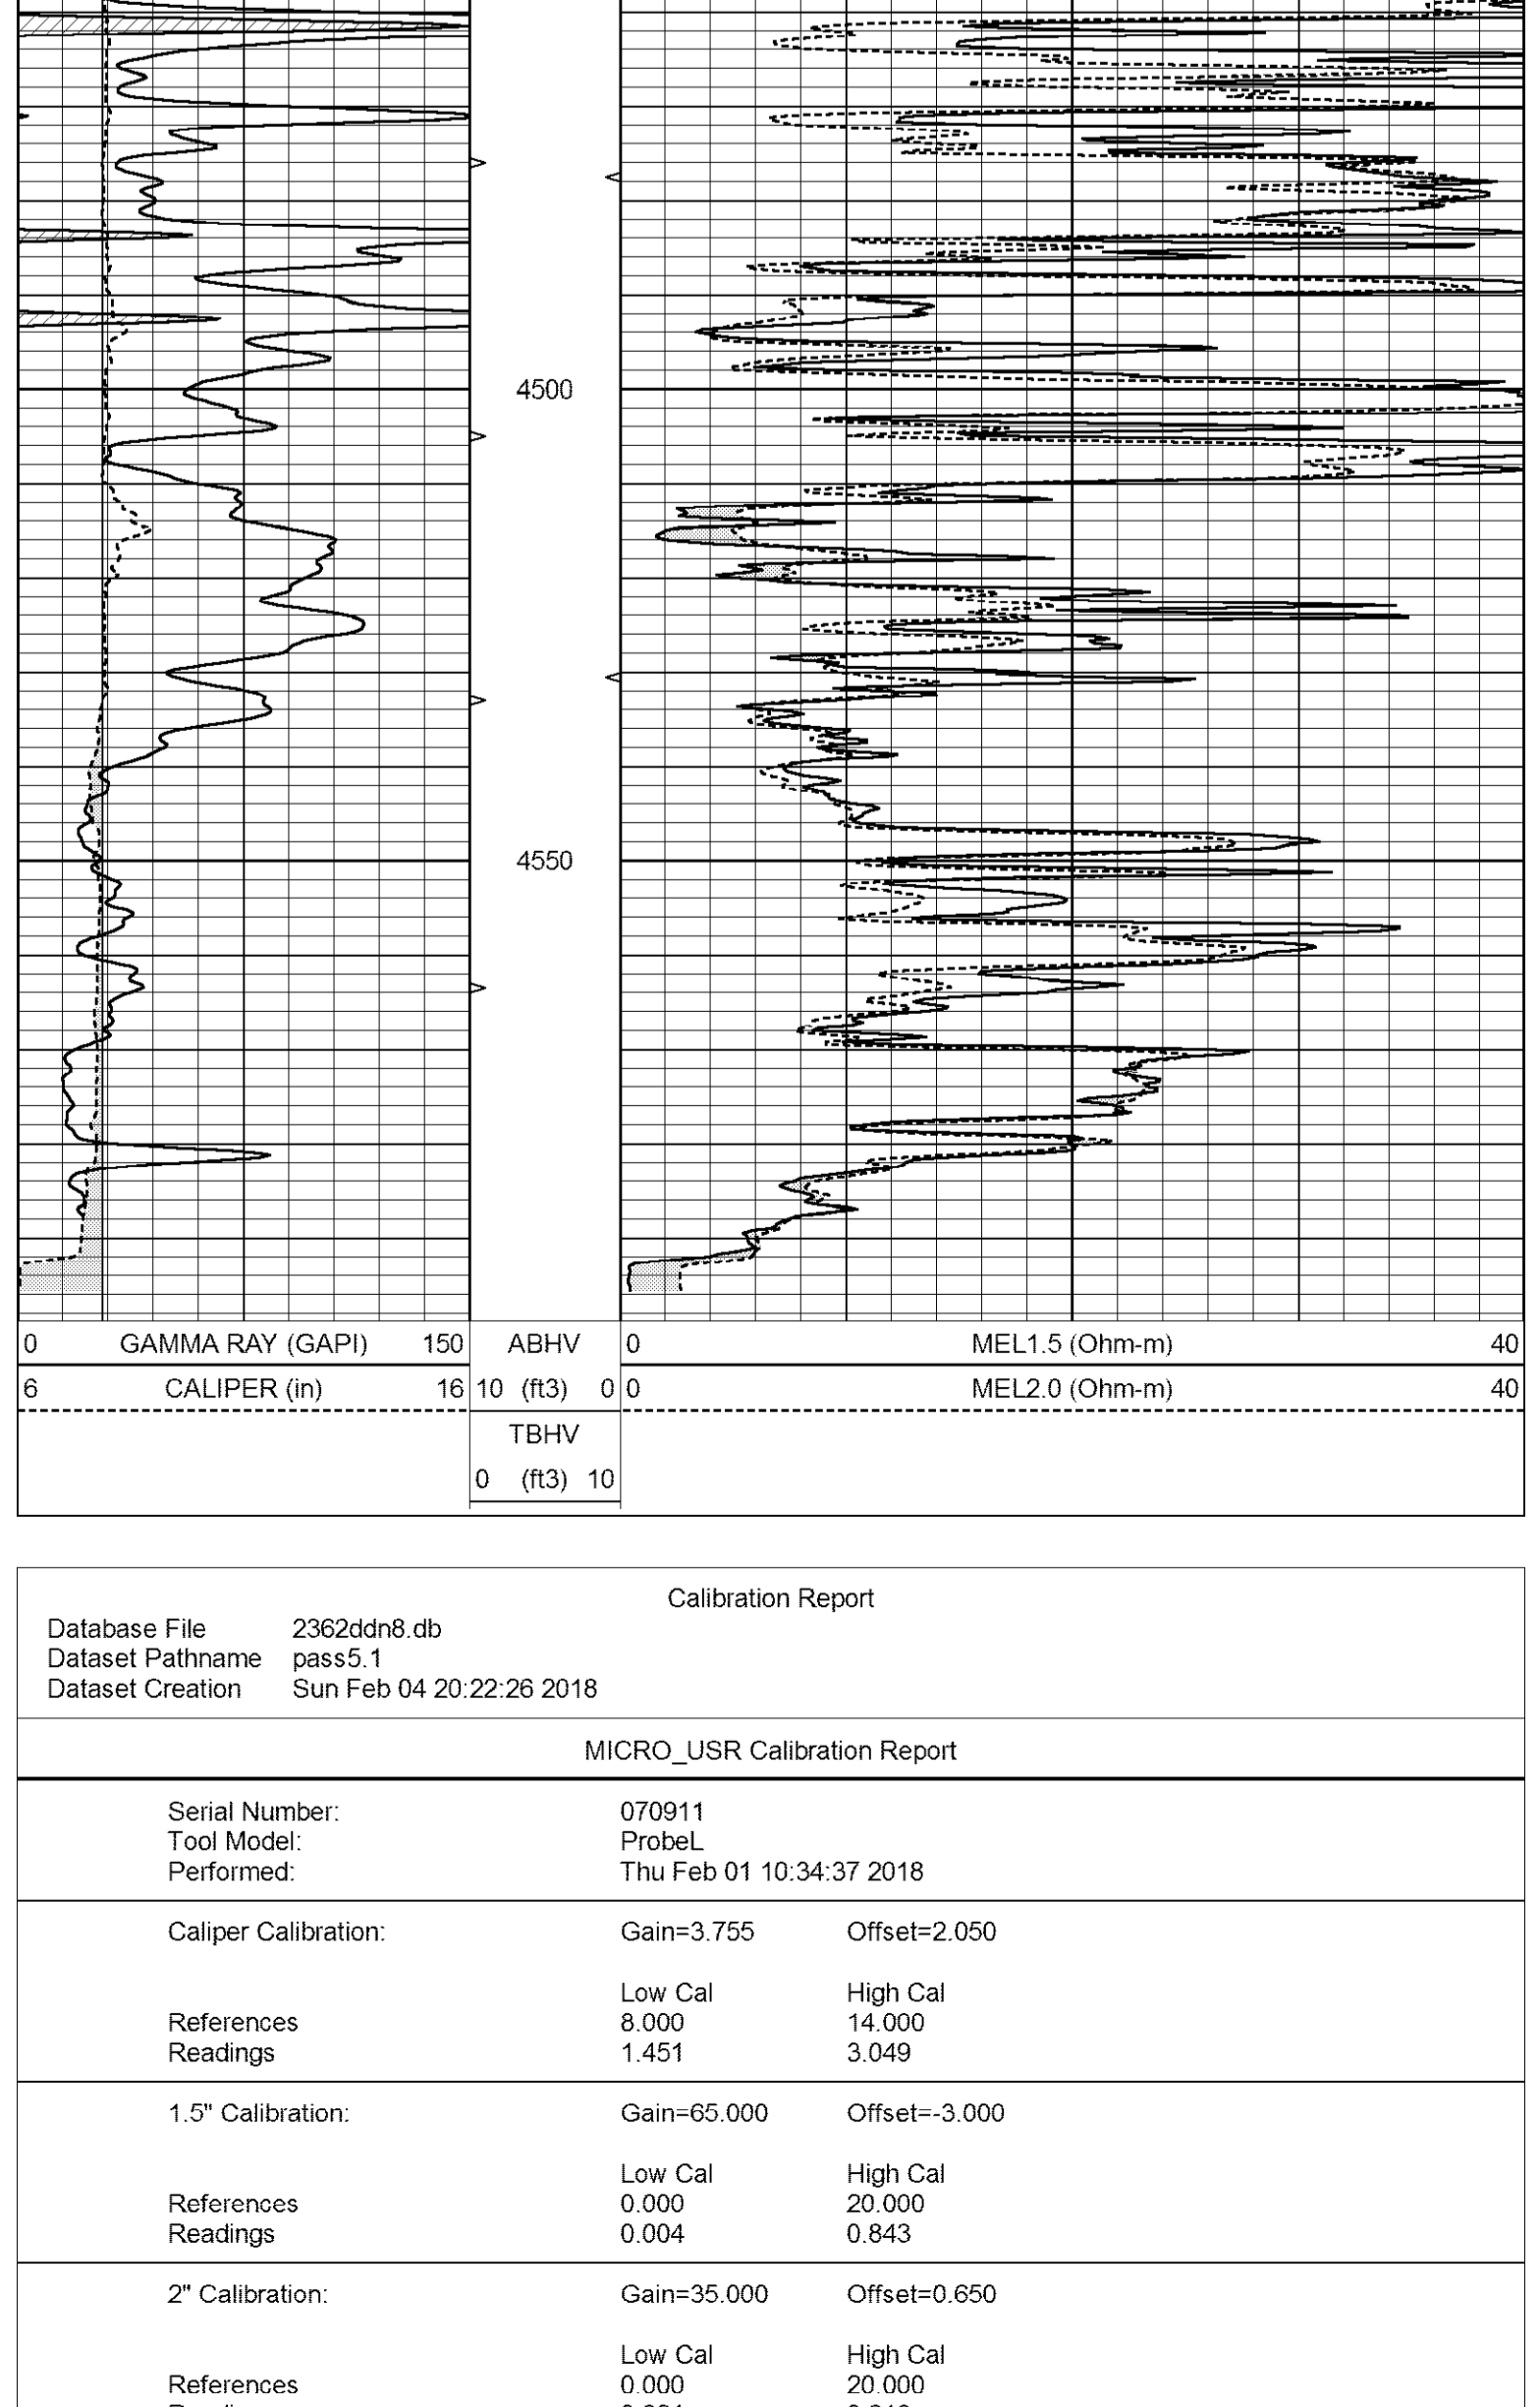 4500
4550
0 GAMMA RAY (GAPI) 150 ABHV 0 MEL1.5 (Ohm-m) 40
6 CALIPER (in) 16 10 (ft3) 0 0 MEL2.0 (Ohm-m) 40
TBHV
0 (ft3) 10
Calibration Report
Database File 2362ddn8.db
Dataset Pathname pass5.1
Dataset Creation Sun Feb 04 20:22:26 2018
MICRO_USR Calibration Report
Serial Number: 070911
Tool Model: ProbeL
Performed: Thu Feb 01 10:34:37 2018
Caliper Calibration: Gain=3.755 Offset=2.050
Low Cal High Cal
References 8.000 14.000
Readings 1.451 3.049
1.5" Calibration: Gain=65.000 Offset=-3.000
Low Cal High Cal
References 0.000 20.000
Readings 0.004 0.843
2" Calibration: Gain=35.000 Offset=0.650
Low Cal High Cal
References 0.000 20.000